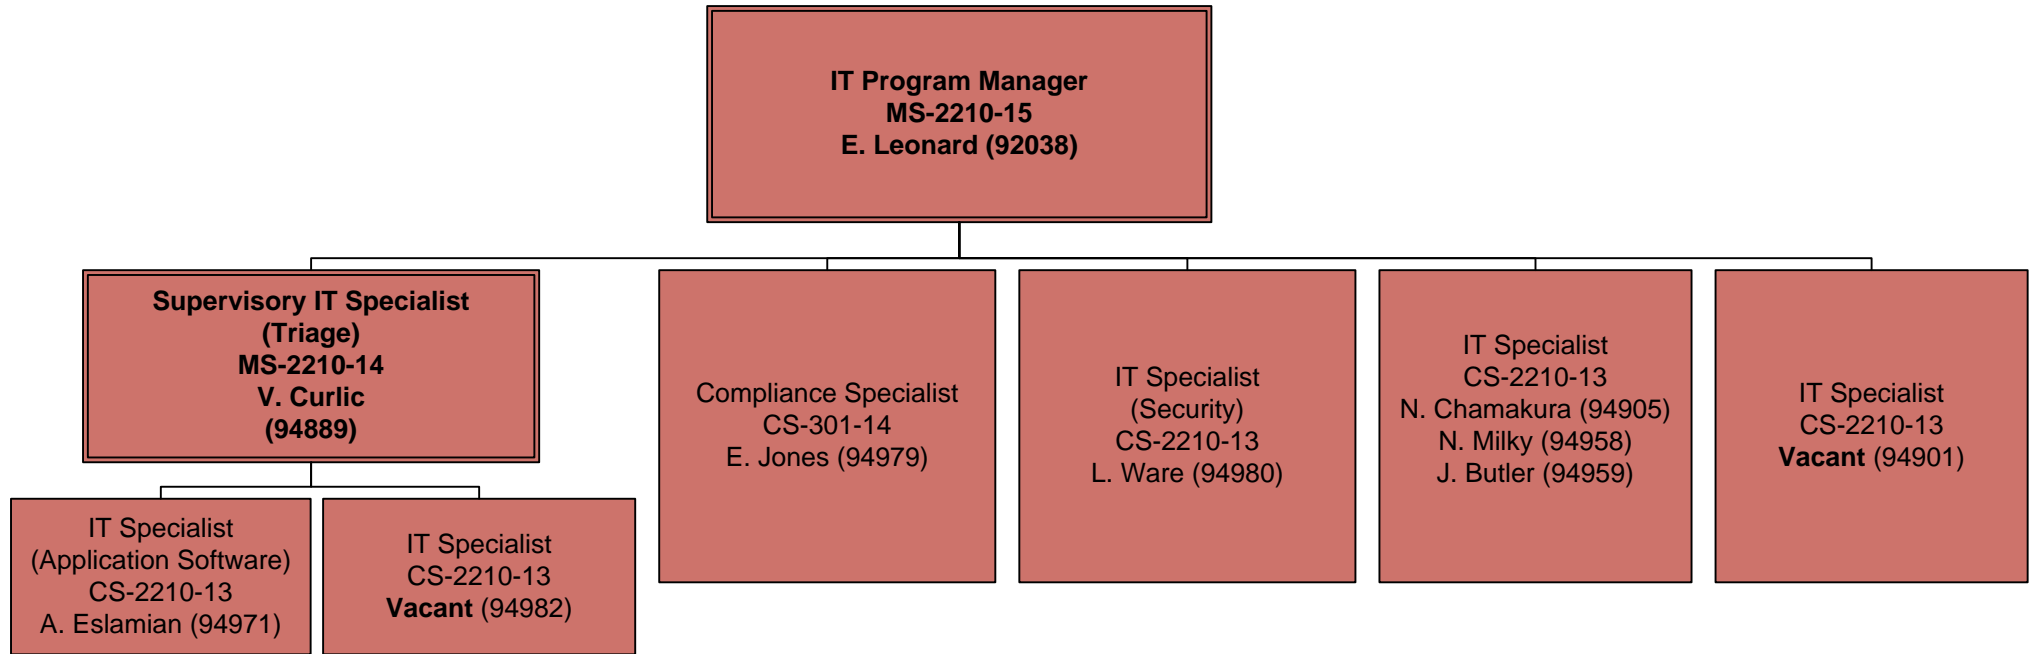 IT Program Manager
MS-2210-15
E. Leonard (92038)
Supervisory IT Specialist
(Triage)
MS-2210-14
V. Curlic
(94889)
Compliance Specialist
CS-301-14
E. Jones (94979)
IT Specialist
(Security)
CS-2210-13
L. Ware (94980)
IT Specialist
CS-2210-13
N. Chamakura (94905)
N. Milky (94958)
J. Butler (94959)
IT Specialist
CS-2210-13
Vacant (94901)
IT Specialist
(Application Software)
CS-2210-13
A. Eslamian (94971)
IT Specialist
CS-2210-13
Vacant (94982)